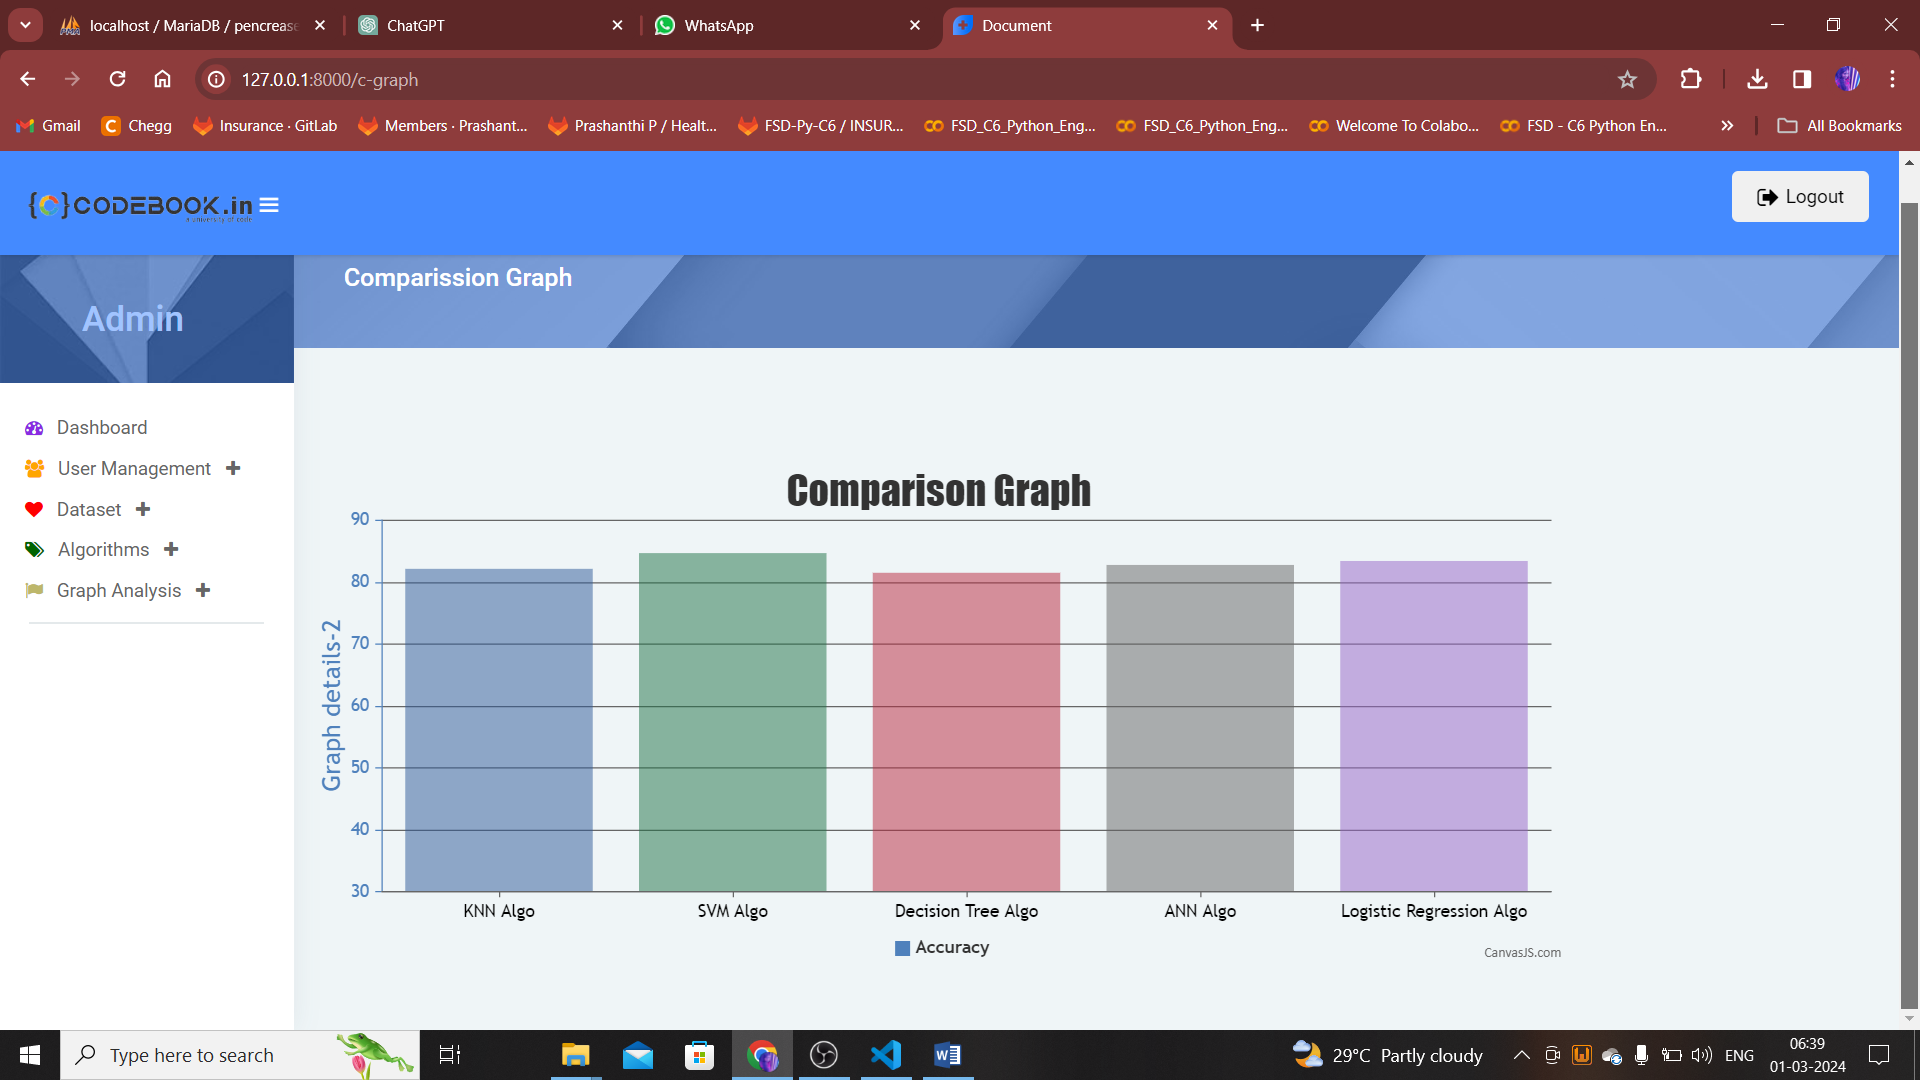 localhost / MariaDB / pencrease
ChatGPT
WhatsApp
Document
127.0.0.1:8000/c-graph
Gmail
Chegg
Insurance · GitLab
Members · Prashant...
Prashanthi P / Healt...
FSD-Py-C6 / INSUR...
FSD_C6_Python_Eng...
FSD_C6_Python_Eng...
Welcome To Colabo...
FSD - C6 Python En...
All Bookmarks
{ }CODEBOOK.in
a university of code
Logout
Comparission Graph
Admin
Dashboard
User Management
Dataset
Algorithms
Graph Analysis
Comparison Graph
Graph details-2
90
80
70
60
50
40
30
KNN Algo
SVM Algo
Decision Tree Algo
ANN Algo
Logistic Regression Algo
Accuracy
CanvasJS.com
Type here to search
29°C Partly cloudy
ENG
06:39
01-03-2024